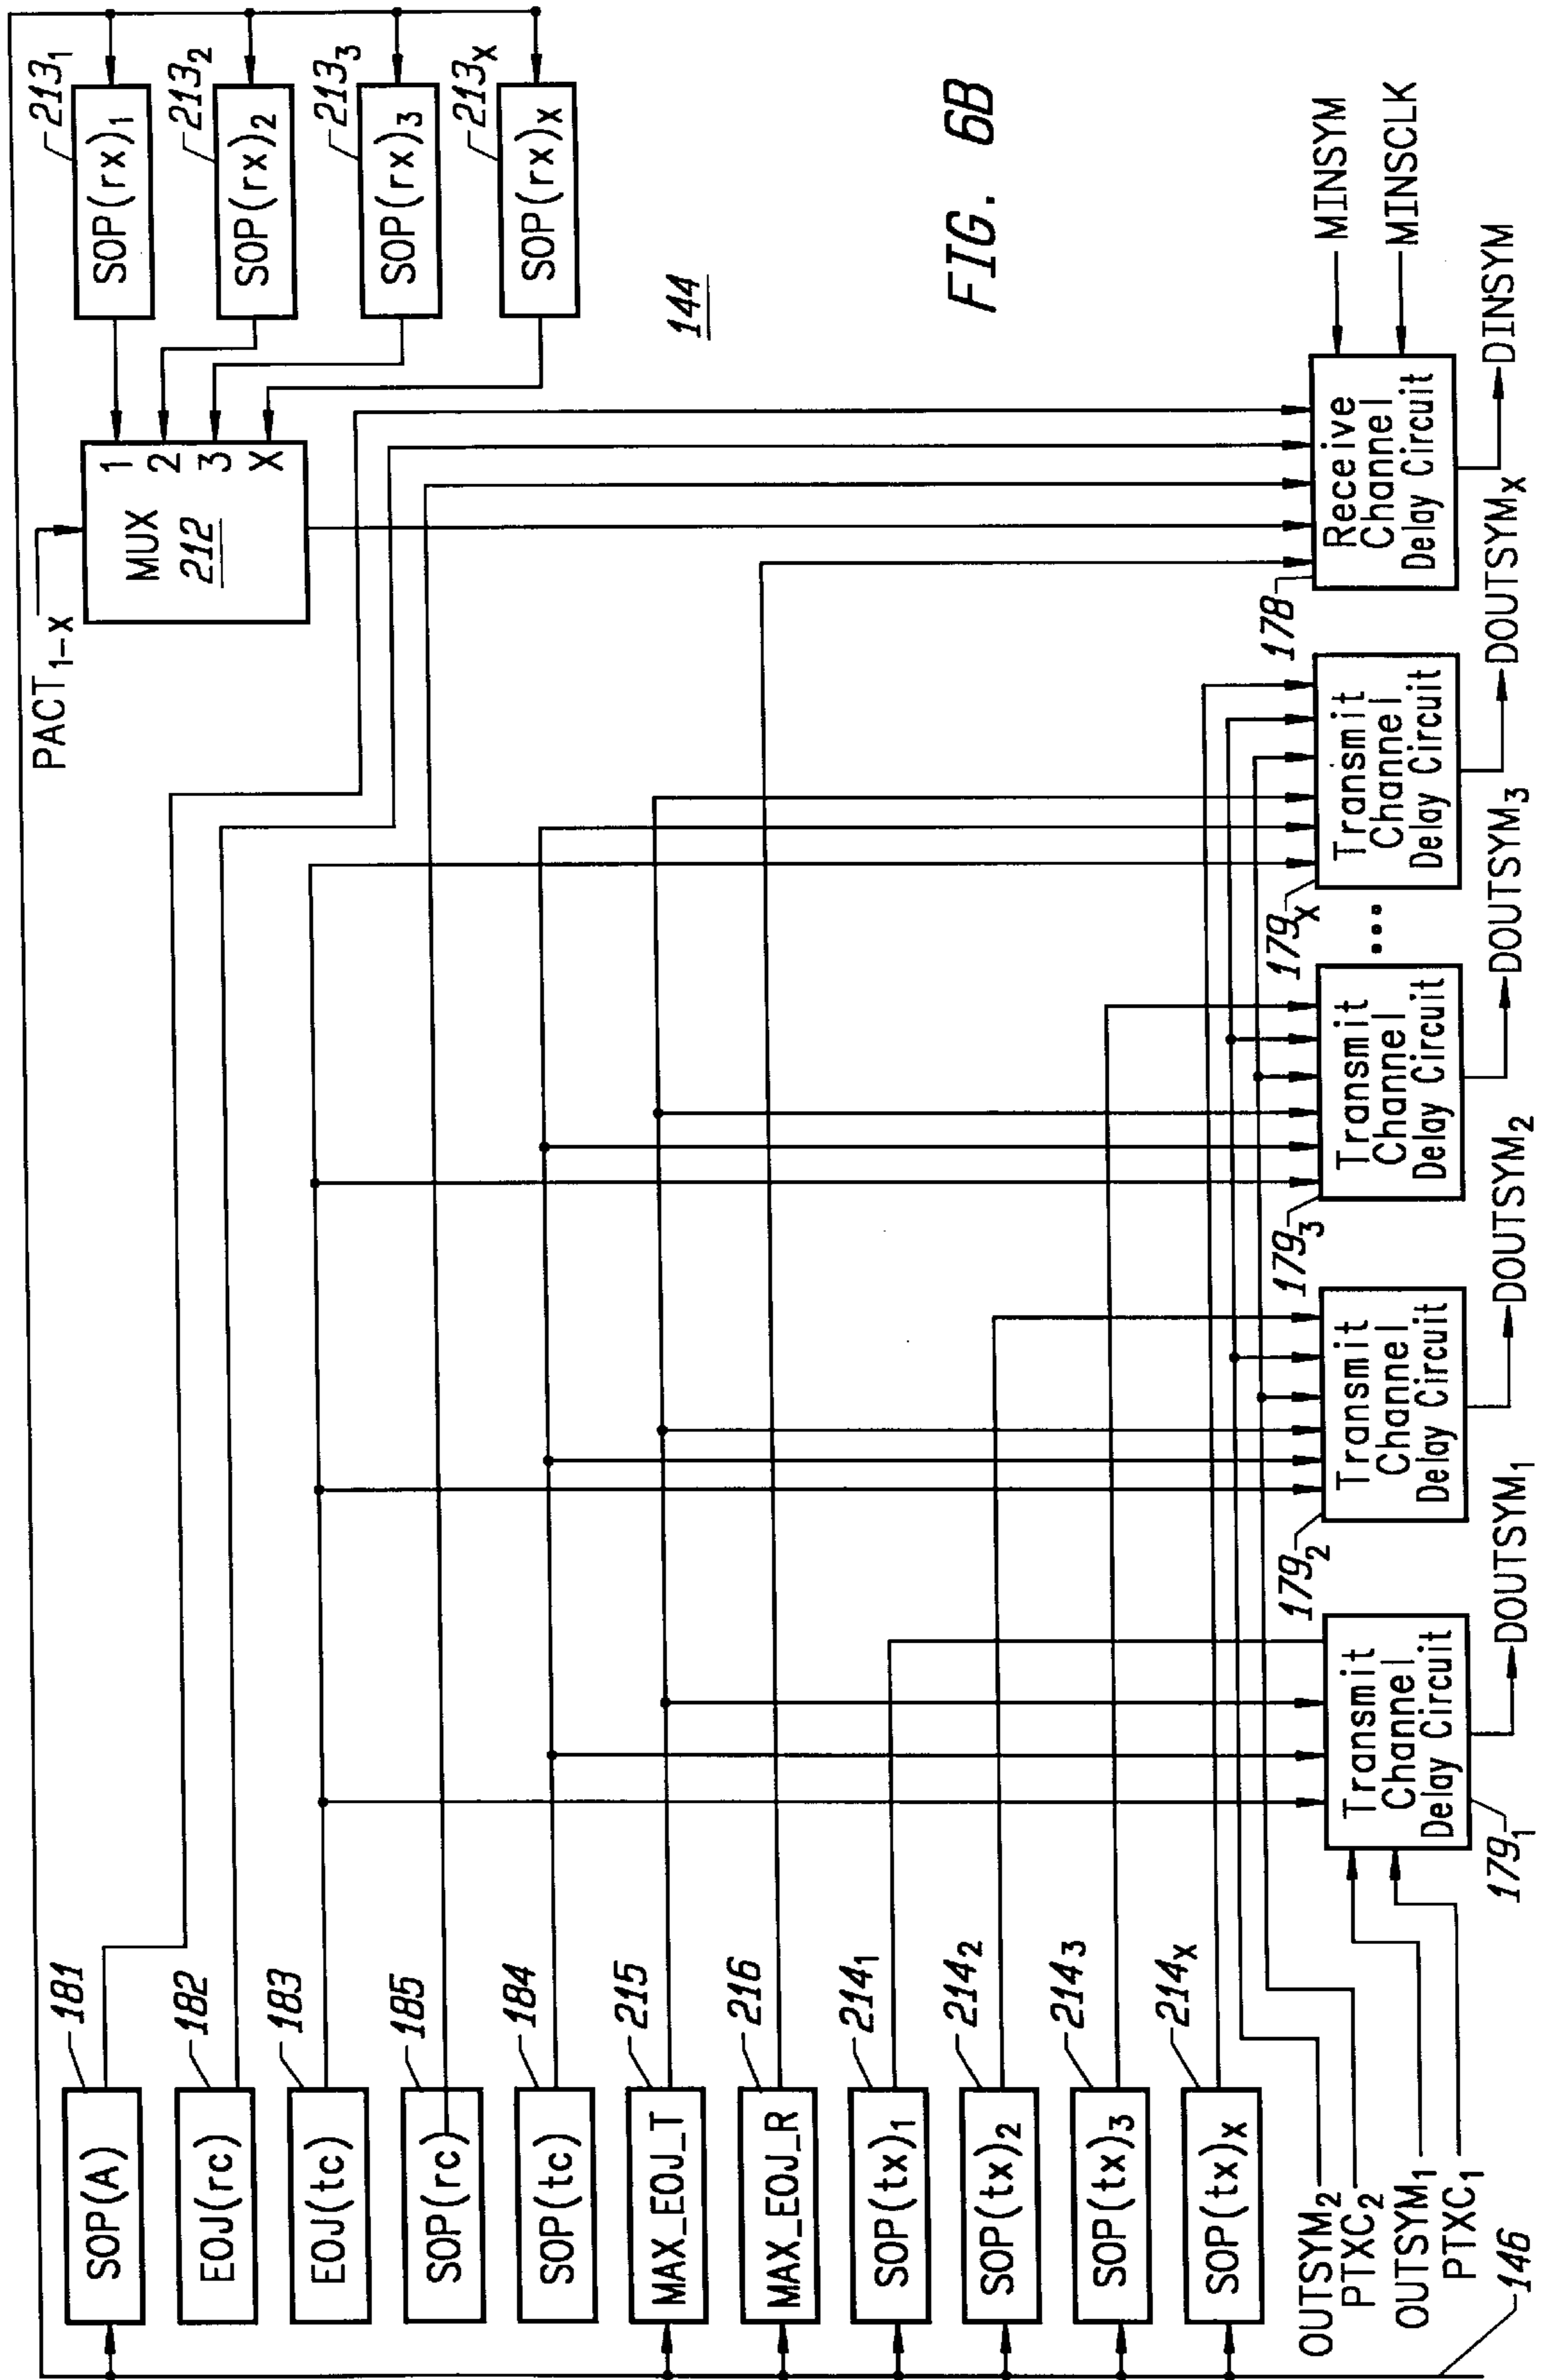 PACT₁₋ₓ
MUX
212
1
2
3
X
SOP(rx)₁
213₁
SOP(rx)₂
213₂
SOP(rx)₃
213₃
SOP(rx)ₓ
213ₓ
144
FIG. 6B
181
SOP(A)
182
EOJ(rc)
183
EOJ(tc)
185
SOP(rc)
184
SOP(tc)
215
MAX_EOJ_T
216
MAX_EOJ_R
214₁
SOP(tx)₁
214₂
SOP(tx)₂
214₃
SOP(tx)₃
214ₓ
SOP(tx)ₓ
OUTSYM₂
PTXC₂
OUTSYM₁
PTXC₁
146
Transmit
Channel
Delay Circuit
179₁
DOUTSYM₁
Transmit
Channel
Delay Circuit
179₂
DOUTSYM₂
Transmit
Channel
Delay Circuit
179₃
DOUTSYM₃
...
Transmit
Channel
Delay Circuit
179ₓ
DOUTSYMₓ
Receive
Channel
Delay Circuit
178
MINSYM
MINSCLK
DINSYM